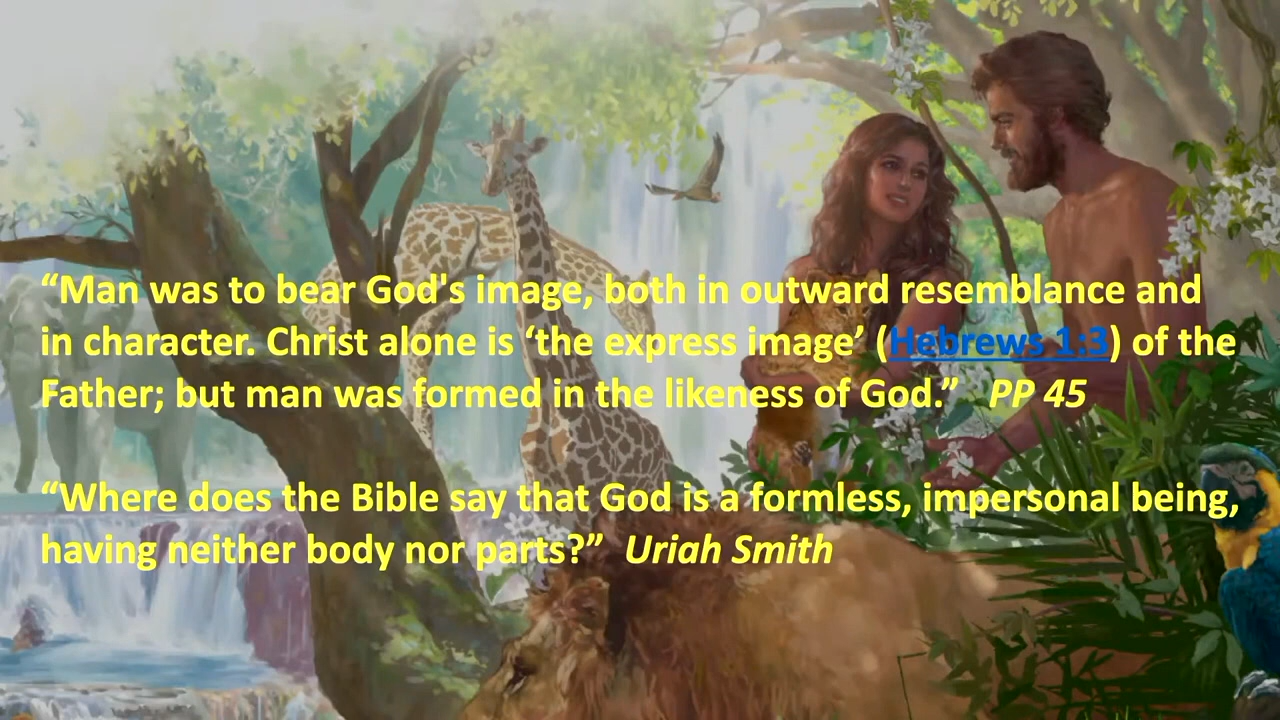 “Man was to bear God's image, both in outward resemblance and
in character. Christ alone is ‘the express image’ (Hebrews 1:3) of the
Father; but man was formed in the likeness of God.” PP 45
“Where does the Bible say that God is a formless, impersonal being,
having neither body nor parts?” Uriah Smith